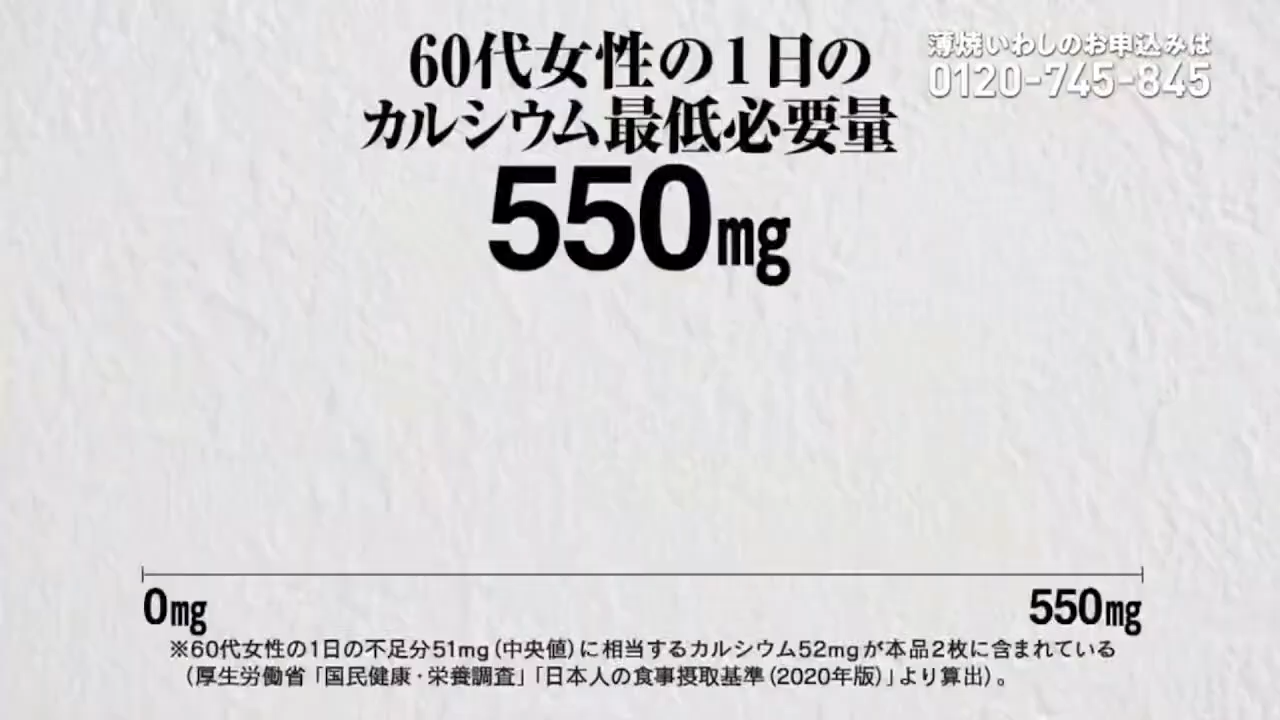 薄焼いわしのお申込みは
0120-745-845
60代女性の1日の
カルシウム最低必要量
550mg
0mg
550mg
※60代女性の1日の不足分51mg(中央値)に相当するカルシウム52mgが本品2枚に含まれている
(厚生労働省「国民健康・栄養調査」「日本人の食事摂取基準(2020年版)」より算出)。